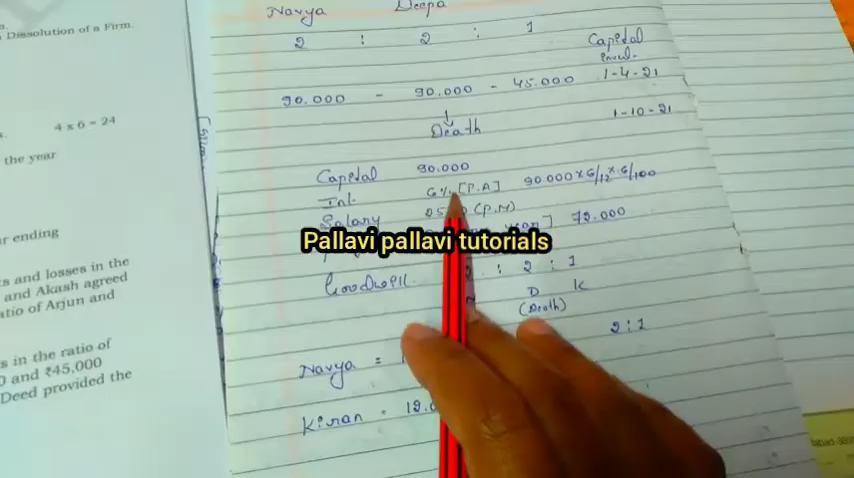 Dissolution of a Firm.
4 x 6 = 24
the year
r ending
s and losses in the
and Akash agreed
atio of Arjun and
s in the ratio of
0 and ₹45,000
Deed provided the
Navya Deepa
2 : 2 : 1
Capital
90.000 - 90.000 - 45.000 1-4-21
↓
Death 1-10-21
Capital 90.000
Int. 6%[P.A] 90.000 x 6/12 x 6/100
Salary (P.M)
72.000
Pallavi pallavi tutorials
Goodwill : 2 : 1
D K
(Death)
2:1
Navya =
Kiran =